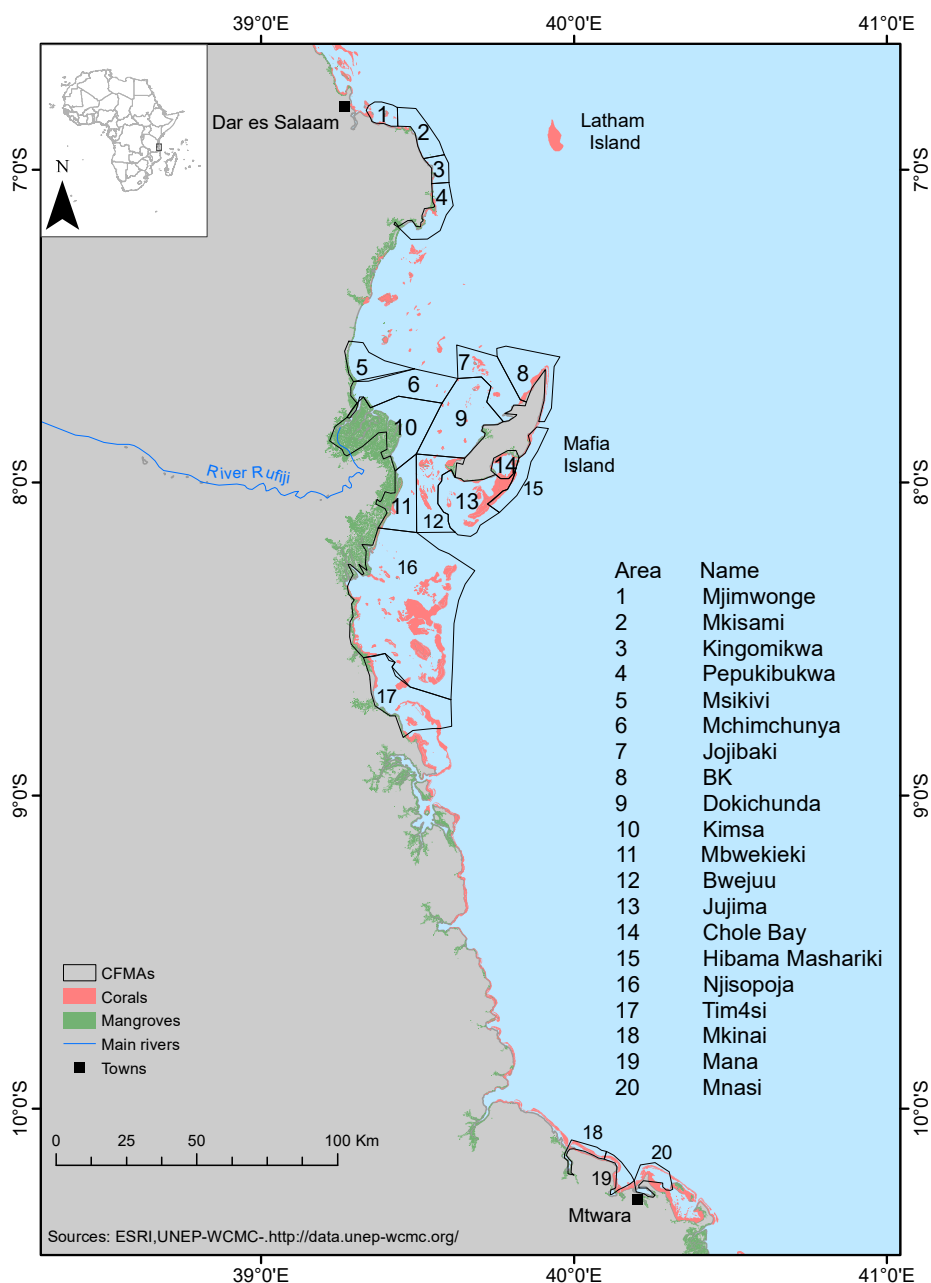 39°0'E 40°0'E 41°0'E
N
Dar es Salaam
Latham
Island
7°0'S 7°0'S
1
2
3
4
5
6
7
8
9
10
11
12
13
14
15
16
17
River Rufiji
Mafia
Island
8°0'S 8°0'S
Area Name
1 Mjimwonge
2 Mkisami
3 Kingomikwa
4 Pepukibukwa
5 Msikivi
6 Mchimchunya
7 Jojibaki
8 BK
9 Dokichunda
10 Kimsa
11 Mbwekieki
12 Bwejuu
13 Jujima
14 Chole Bay
15 Hibama Mashariki
16 Njisopoja
17 Tim4si
18 Mkinai
19 Mana
20 Mnasi
9°0'S 9°0'S
CFMAs
Corals
Mangroves
Main rivers
Towns
10°0'S 10°0'S
0 25 50 100 Km
18
19
20
Mtwara
Sources: ESRI,UNEP-WCMC-.http://data.unep-wcmc.org/
39°0'E 40°0'E 41°0'E